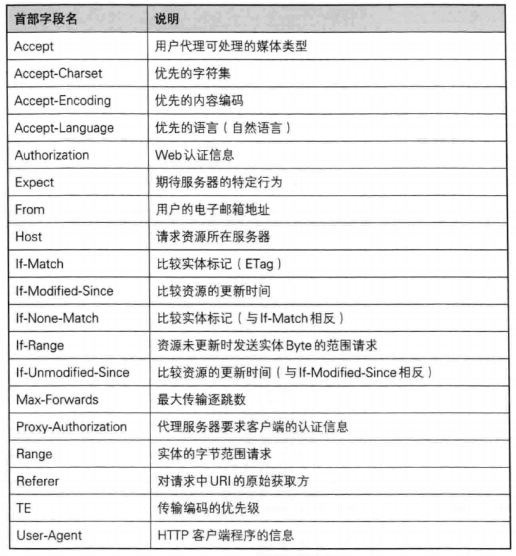 首部字段名 说明
Accept 用户代理可处理的媒体类型
Accept-Charset 优先的字符集
Accept-Encoding 优先的内容编码
Accept-Language 优先的语言（自然语言）
Authorization Web认证信息
Expect 期待服务器的特定行为
From 用户的电子邮箱地址
Host 请求资源所在服务器
If-Match 比较实体标记（ETag）
If-Modified-Since 比较资源的更新时间
If-None-Match 比较实体标记（与If-Match相反）
If-Range 资源未更新时发送实体Byte的范围请求
If-Unmodified-Since 比较资源的更新时间（与If-Modified-Since相反）
Max-Forwards 最大传输逐跳数
Proxy-Authorization 代理服务器要求客户端的认证信息
Range 实体的字节范围请求
Referer 对请求中URI的原始获取方
TE 传输编码的优先级
User-Agent HTTP 客户端程序的信息